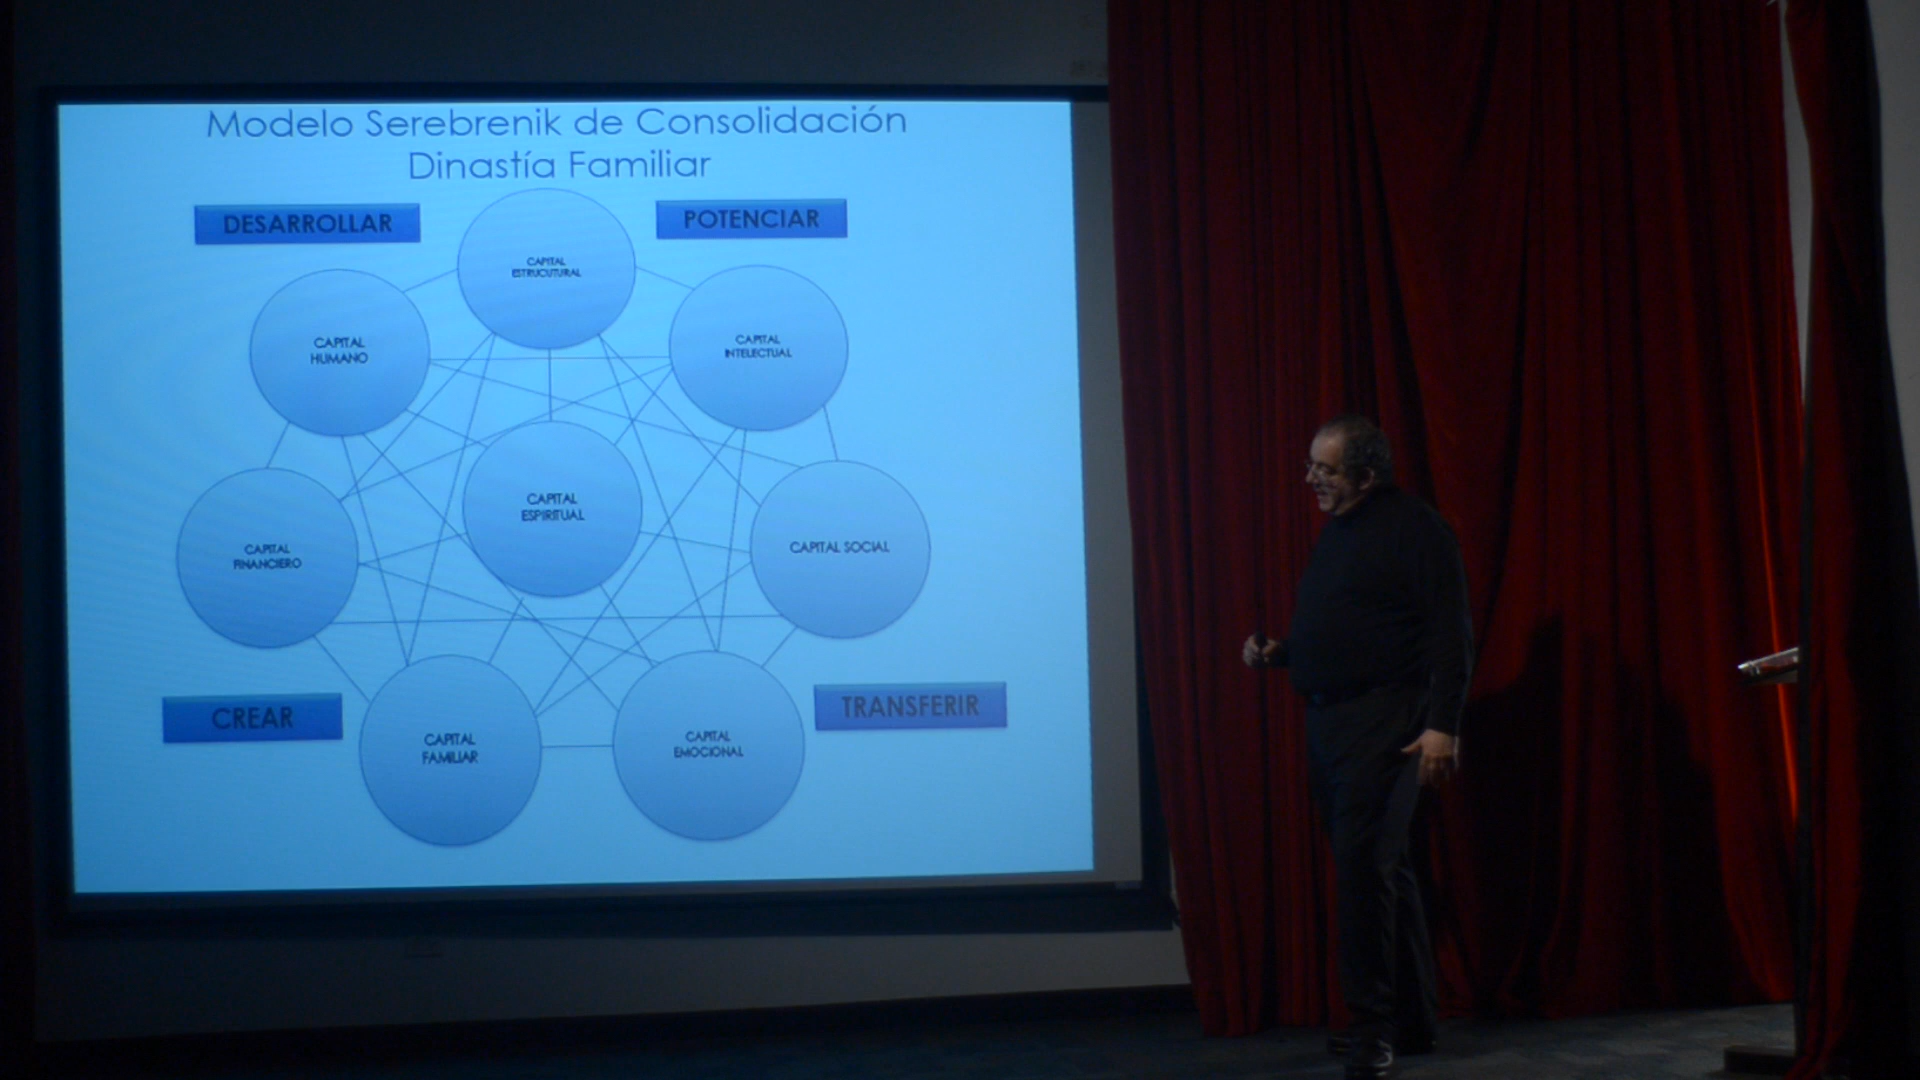 Modelo Serebrenik de Consolidación
Dinastía Familiar
DESARROLLAR
POTENCIAR
CAPITAL
ESTRUCUTURAL
CAPITAL
HUMANO
CAPITAL
INTELECTUAL
CAPITAL
ESPIRITUAL
CAPITAL
FINANCIERO
CAPITAL SOCIAL
CREAR
TRANSFERIR
CAPITAL
FAMILIAR
CAPITAL
EMOCIONAL